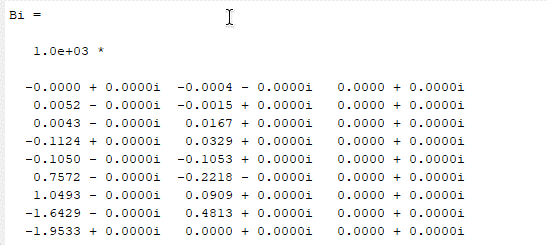 Bi =
1.0e+03 *
-0.0000 + 0.0000i -0.0004 - 0.0000i 0.0000 + 0.0000i
0.0052 - 0.0000i -0.0015 + 0.0000i 0.0000 + 0.0000i
0.0043 - 0.0000i 0.0167 + 0.0000i 0.0000 + 0.0000i
-0.1124 + 0.0000i 0.0329 + 0.0000i 0.0000 + 0.0000i
-0.1050 - 0.0000i -0.1053 + 0.0000i 0.0000 + 0.0000i
0.7572 - 0.0000i -0.2218 - 0.0000i 0.0000 + 0.0000i
1.0493 - 0.0000i 0.0909 + 0.0000i 0.0000 + 0.0000i
-1.6429 - 0.0000i 0.4813 + 0.0000i 0.0000 + 0.0000i
-1.9533 + 0.0000i 0.0000 + 0.0000i 0.0000 + 0.0000i